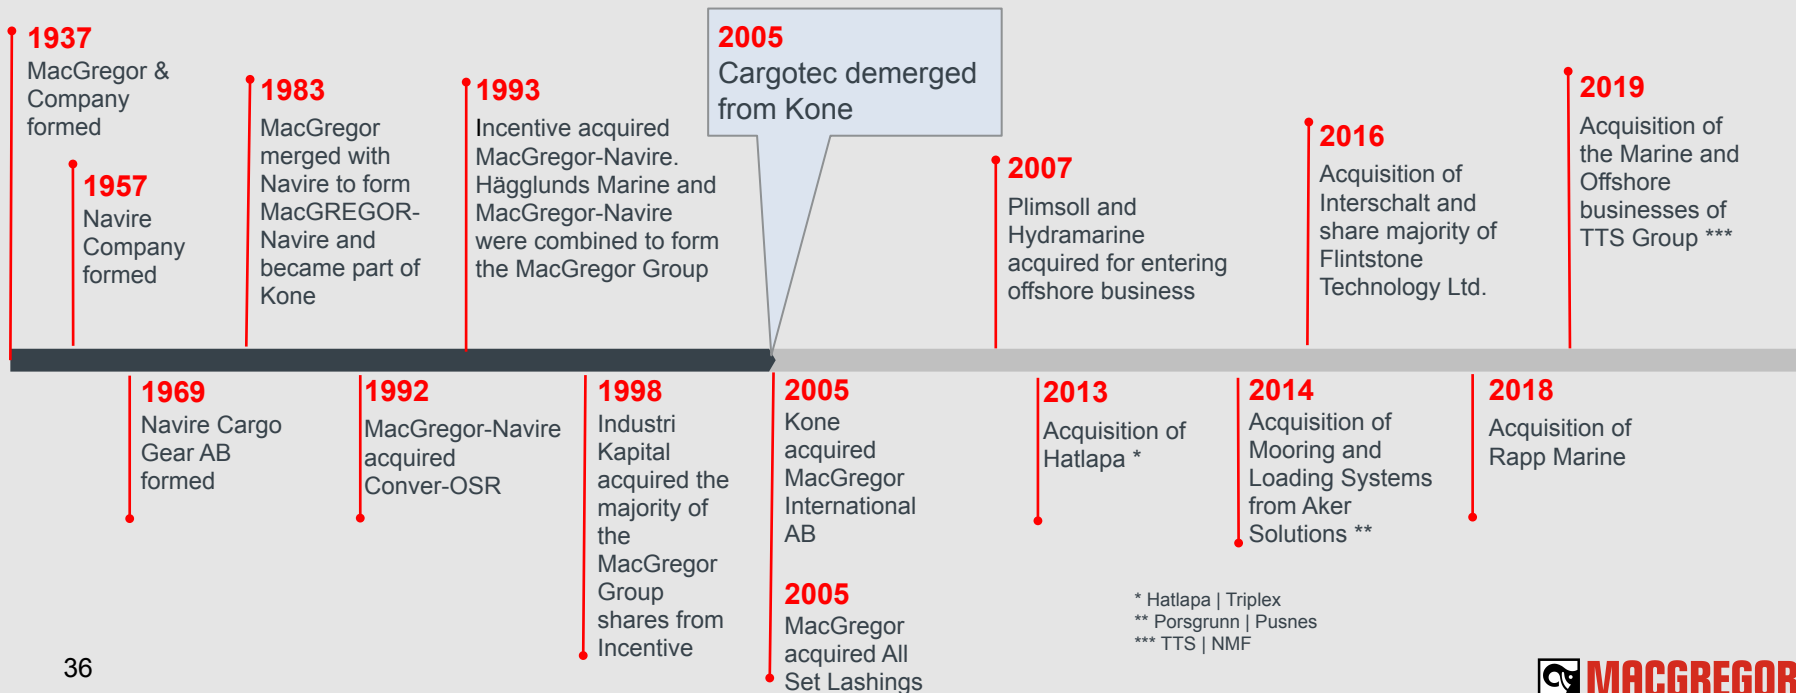 1937
MacGregor &
Company
formed
1957
Navire
Company
formed
1983
MacGregor
merged with
Navire to form
MacGREGOR-
Navire and
became part of
Kone
1993
Incentive acquired
MacGregor-Navire.
Hägglunds Marine and
MacGregor-Navire
were combined to form
the MacGregor Group
2005
Cargotec demerged
from Kone
2007
Plimsoll and
Hydramarine
acquired for entering
offshore business
2016
Acquisition of
Interschalt and
share majority of
Flintstone
Technology Ltd.
2019
Acquisition of
the Marine and
Offshore
businesses of
TTS Group ***
1969
Navire Cargo
Gear AB
formed
1992
MacGregor-Navire
acquired
Conver-OSR
1998
Industri
Kapital
acquired the
majority of
the
MacGregor
Group
shares from
Incentive
2005
Kone
acquired
MacGregor
International
AB
2005
MacGregor
acquired All
Set Lashings
2013
Acquisition of
Hatlapa *
2014
Acquisition of
Mooring and
Loading Systems
from Aker
Solutions **
2018
Acquisition of
Rapp Marine
* Hatlapa | Triplex
** Porsgrunn | Pusnes
*** TTS | NMF
36
MACGREGOR